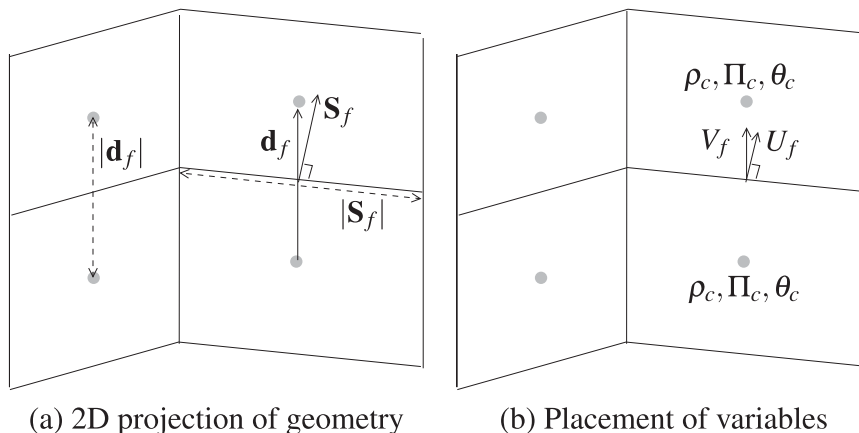 S_f
d_f
|d_f|
|S_f|
(a) 2D projection of geometry
ρ_c, Π_c, θ_c
V_f
U_f
ρ_c, Π_c, θ_c
(b) Placement of variables